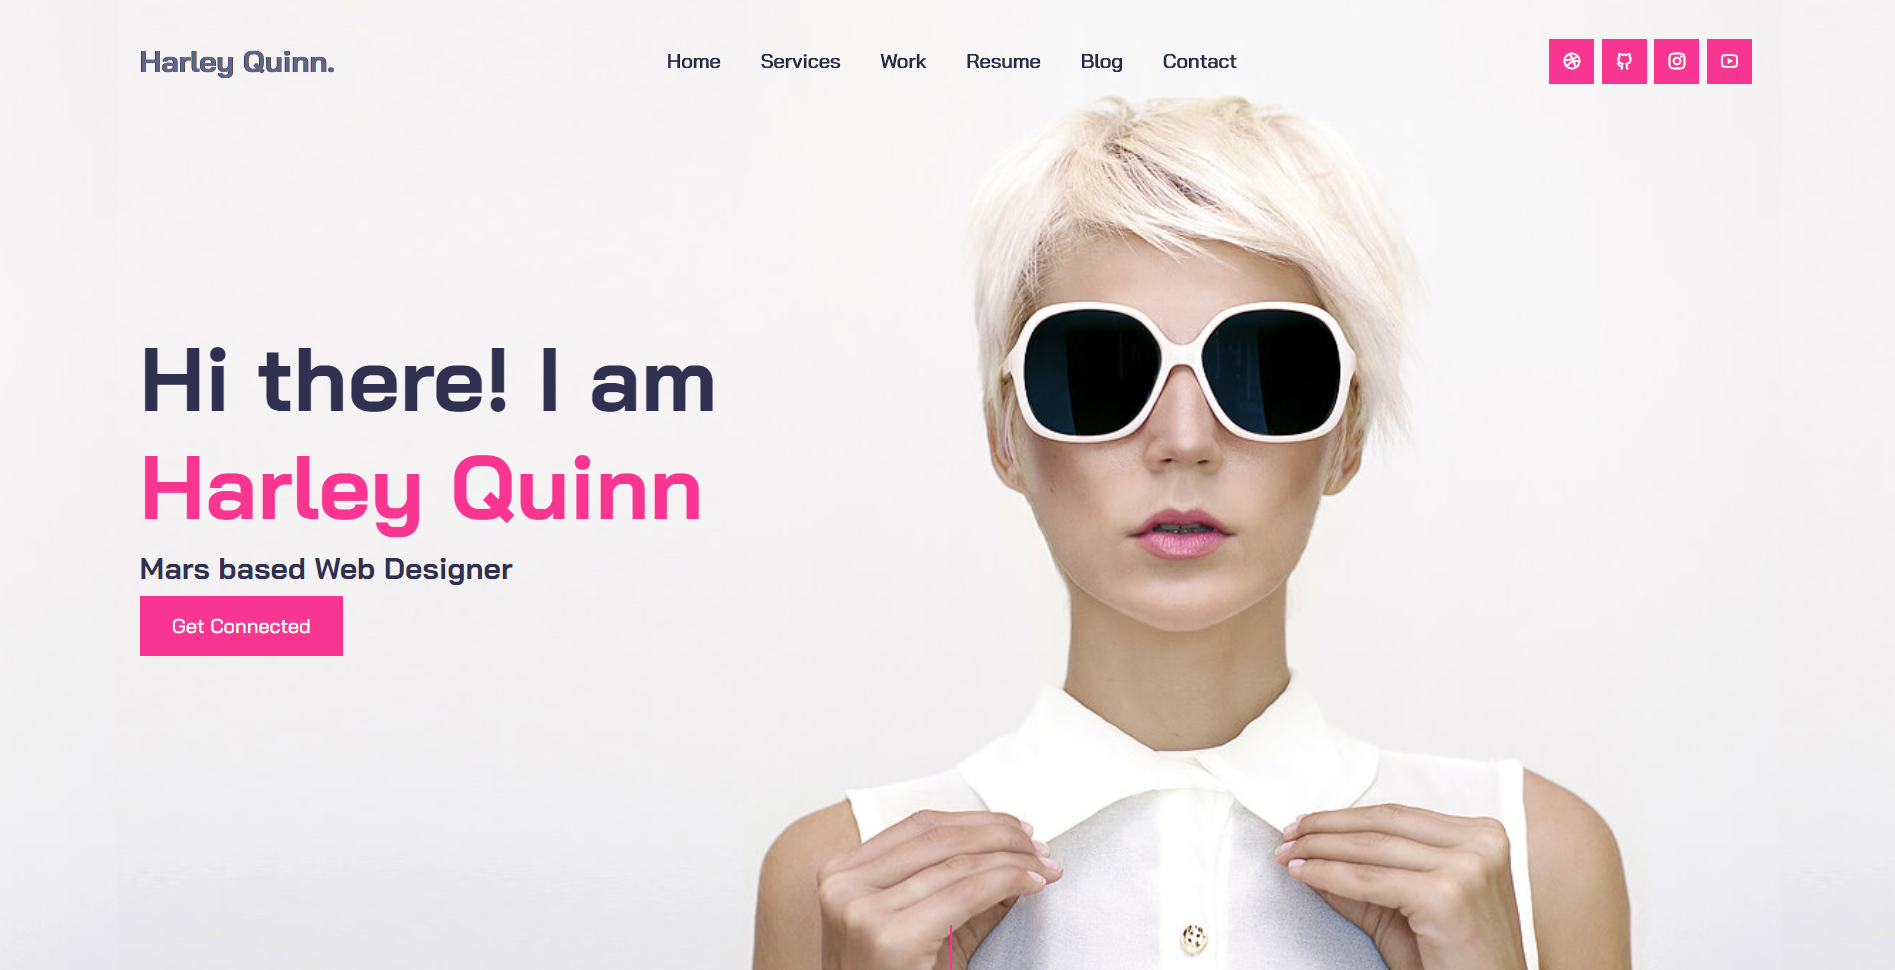 Harley Quinn.
Home Services Work Resume Blog Contact
Hi there! I am
Harley Quinn
Mars based Web Designer
Get Connected